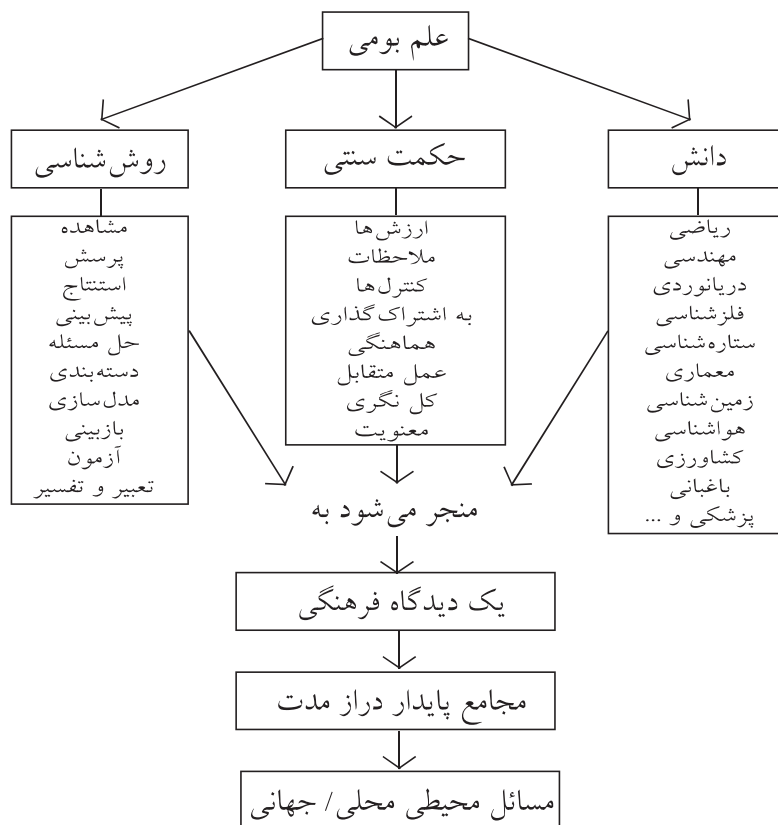 علم بومی
دانش
حکمت سنتی
روش‌شناسی
ریاضی
مهندسی
دریانوردی
فلزشناسی
ستاره‌شناسی
معماری
زمین‌شناسی
هواشناسی
کشاورزی
باغبانی
پزشکی و ...
ارزش‌ها
ملاحظات
کنترل‌ها
به اشتراک‌گذاری
هماهنگی
عمل متقابل
کل نگری
معنویت
مشاهده
پرسش
استنتاج
پیش‌بینی
حل مسئله
دسته‌بندی
مدل‌سازی
بازبینی
آزمون
تعبیر و تفسیر
منجر می‌شود به
یک دیدگاه فرهنگی
مجامع پایدار دراز مدت
مسائل محیطی محلی/ جهانی